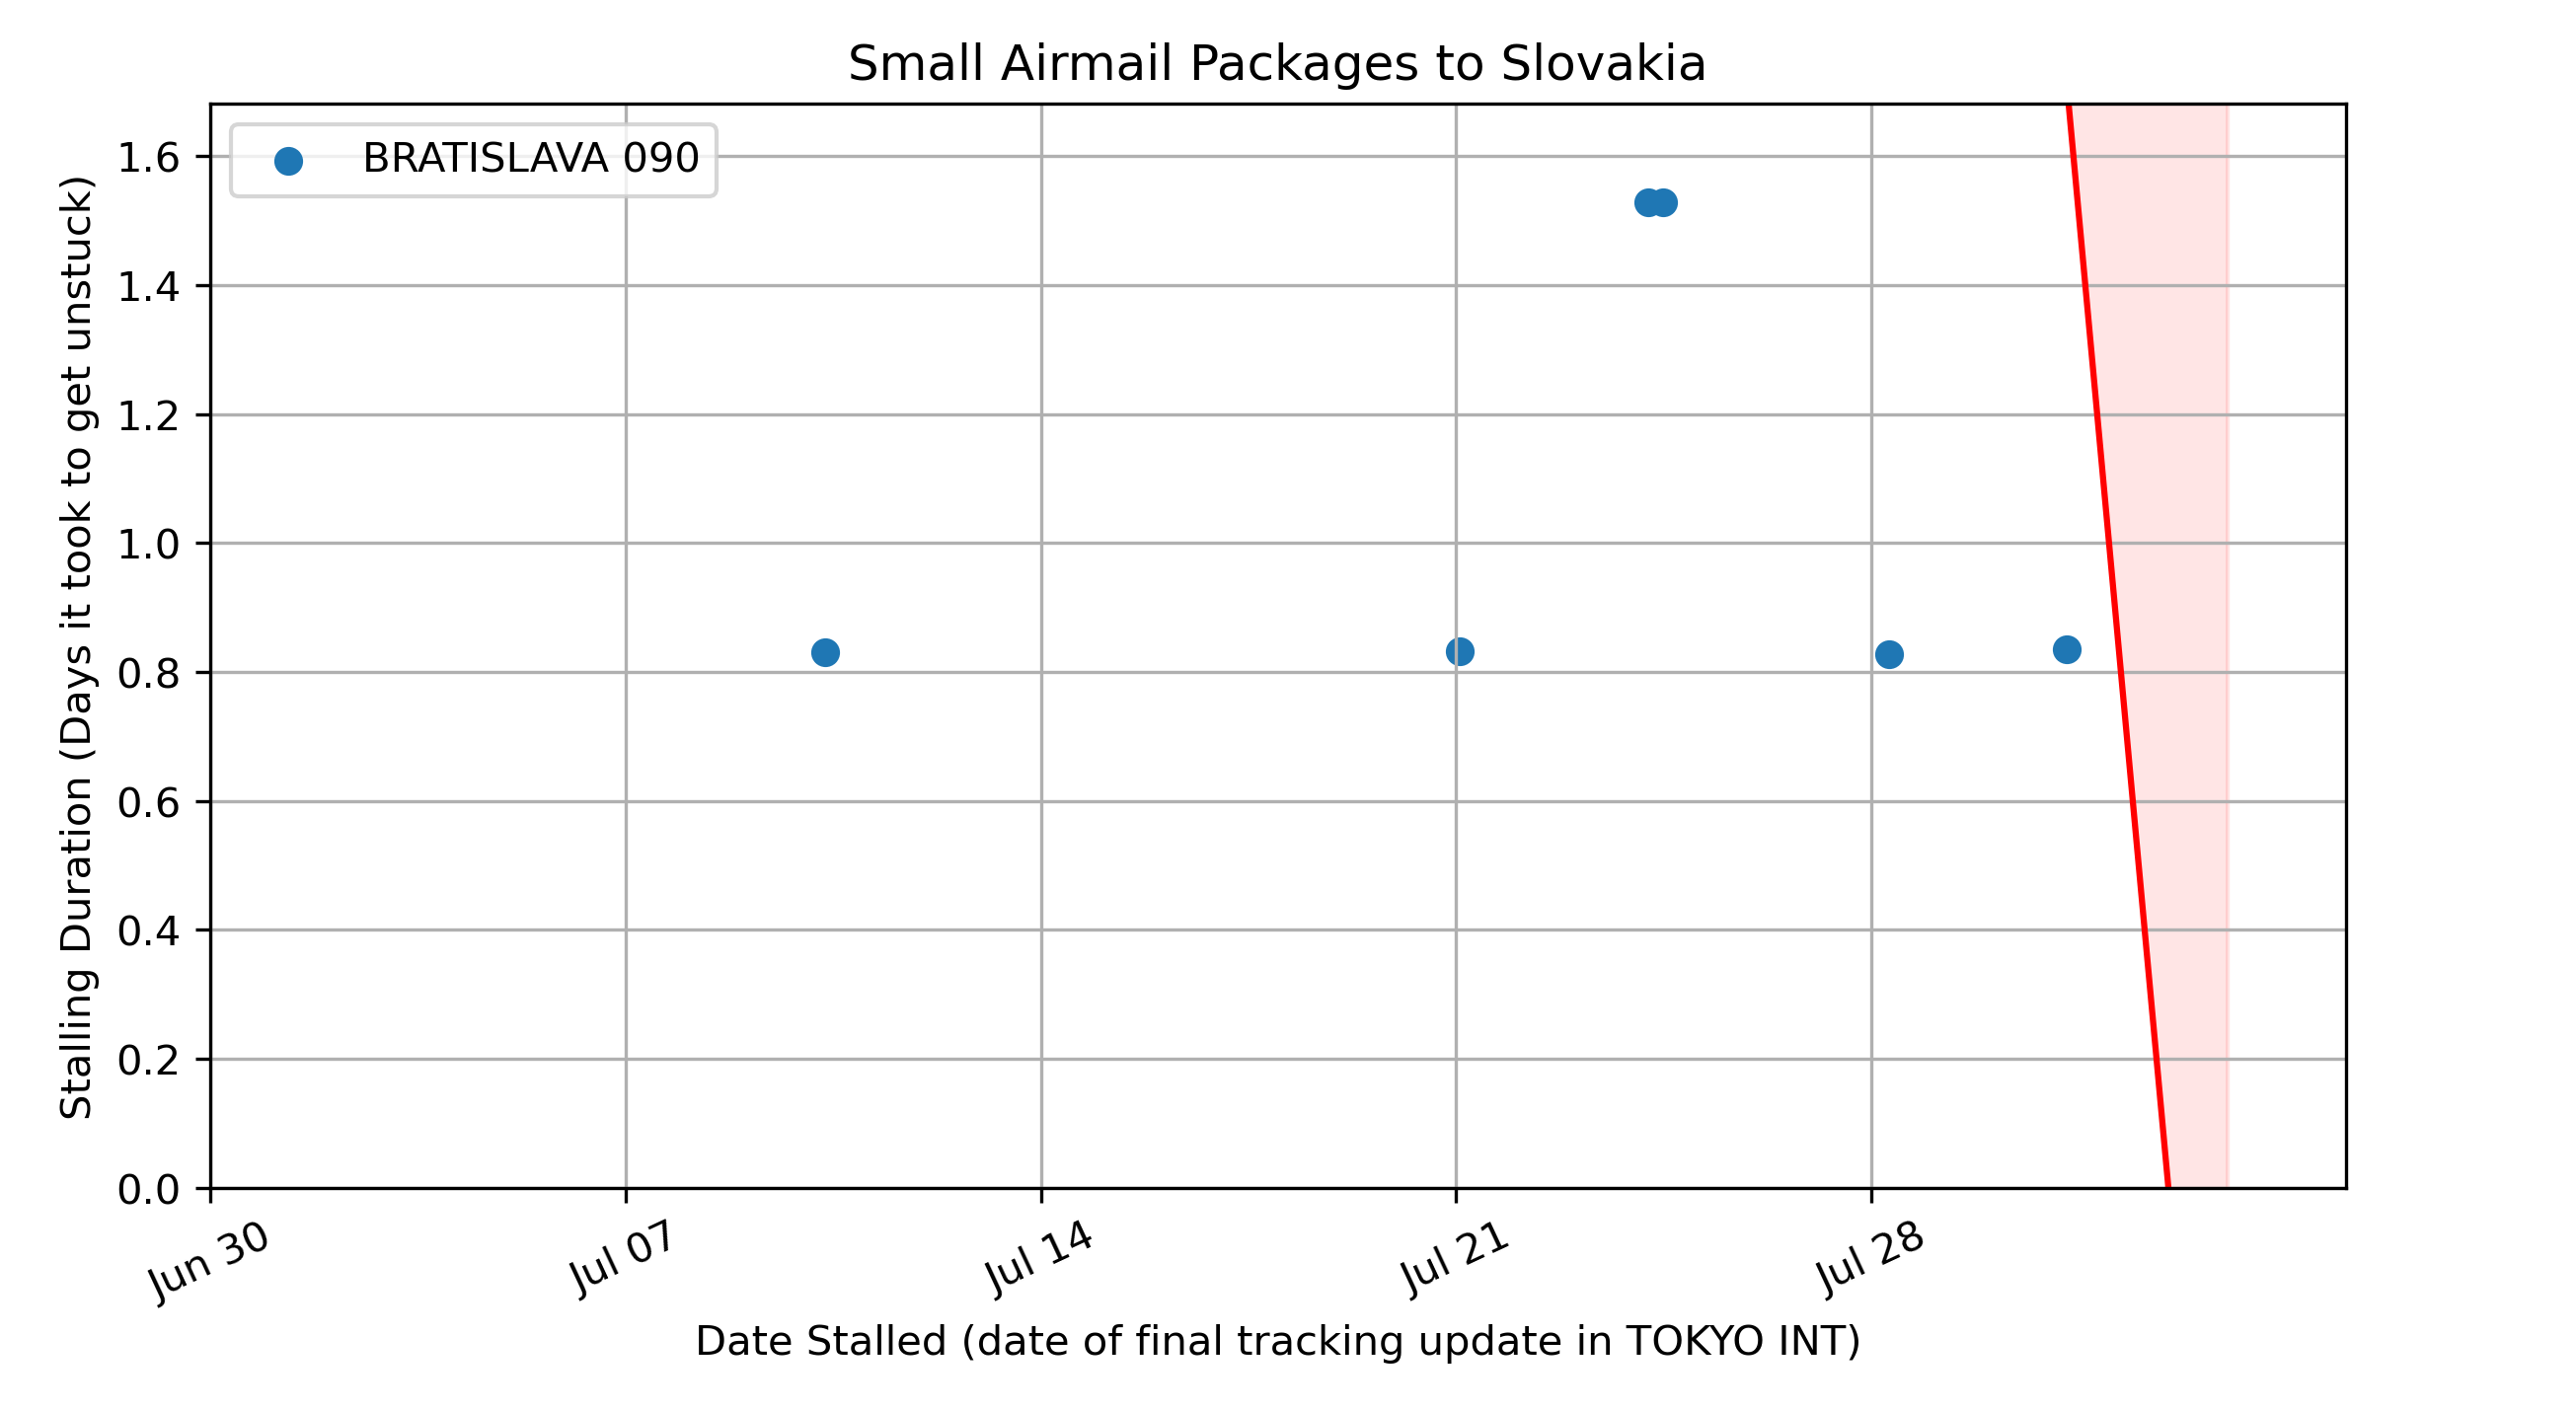 Small Airmail Packages to Slovakia
BRATISLAVA 090
Stalling Duration (Days it took to get unstuck)
1.6
1.4
1.2
1.0
0.8
0.6
0.4
0.2
0.0
Jun 30
Jul 07
Jul 14
Jul 21
Jul 28
Date Stalled (date of final tracking update in TOKYO INT)